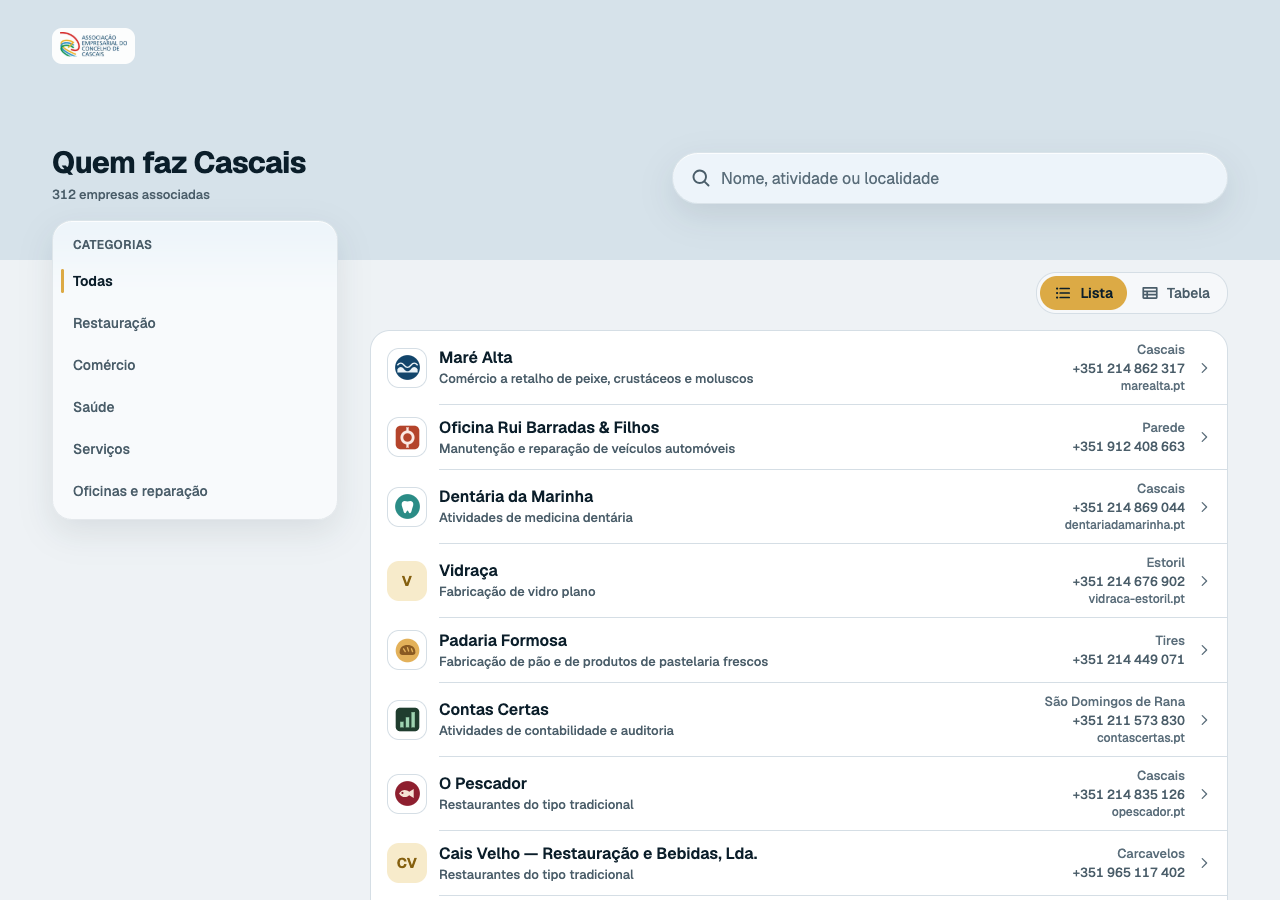 ASSOCIAÇÃO
EMPRESARIAL DO
CONCELHO DE
CASCAIS
Quem faz Cascais
312 empresas associadas
Nome, atividade ou localidade
CATEGORIAS
Todas
Restauração
Comércio
Saúde
Serviços
Oficinas e reparação
Lista
Tabela
Maré Alta
Comércio a retalho de peixe, crustáceos e moluscos
Cascais
+351 214 862 317
marealta.pt
Oficina Rui Barradas & Filhos
Manutenção e reparação de veículos automóveis
Parede
+351 912 408 663
Dentária da Marinha
Atividades de medicina dentária
Cascais
+351 214 869 044
dentariadamarinha.pt
V
Vidraça
Fabricação de vidro plano
Estoril
+351 214 676 902
vidraca-estoril.pt
Padaria Formosa
Fabricação de pão e de produtos de pastelaria frescos
Tires
+351 214 449 071
Contas Certas
Atividades de contabilidade e auditoria
São Domingos de Rana
+351 211 573 830
contascertas.pt
O Pescador
Restaurantes do tipo tradicional
Cascais
+351 214 835 126
opescador.pt
CV
Cais Velho — Restauração e Bebidas, Lda.
Restaurantes do tipo tradicional
Carcavelos
+351 965 117 402